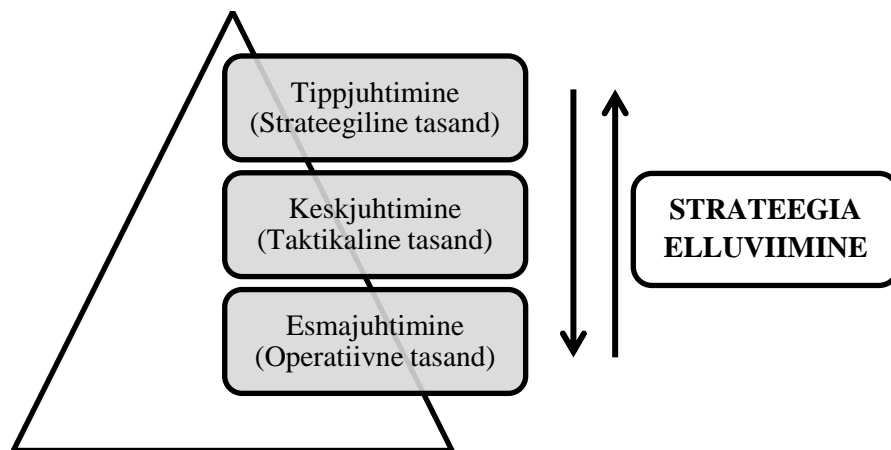 Tippjuhtimine
(Strateegiline tasand)
Keskjuhtimine
(Taktikaline tasand)
Esmajuhtimine
(Operatiivne tasand)
STRATEEGIA
ELLUVIIMINE